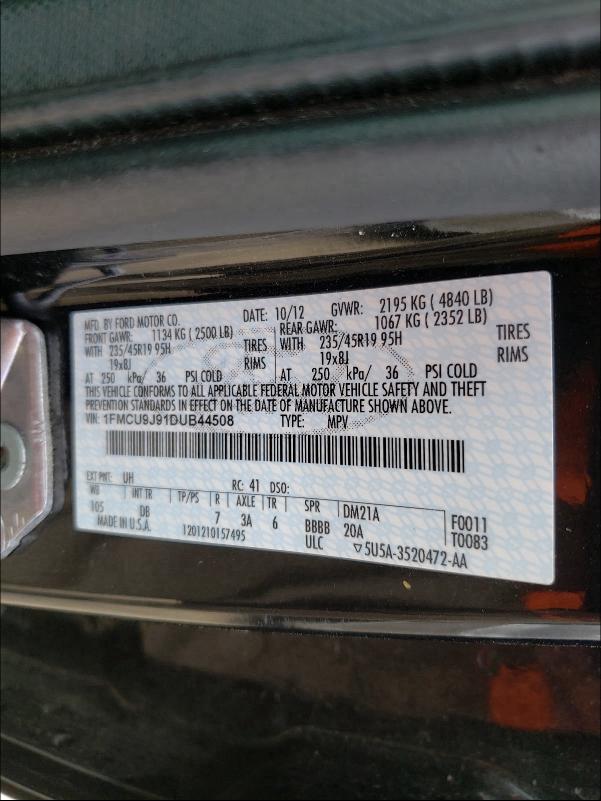 MFD. BY FORD MOTOR CO. DATE: 10/12 GVWR: 2195 KG ( 4840 LB)
FRONT GAWR: 1134 KG ( 2500 LB) REAR GAWR: 1067 KG ( 2352 LB)
WITH 235/45R19 95H TIRES WITH 235/45R19 95H TIRES
19x8J RIMS 19x8J RIMS
AT 250 kPa/ 36 PSI COLD AT 250 kPa/ 36 PSI COLD
THIS VEHICLE CONFORMS TO ALL APPLICABLE FEDERAL MOTOR VEHICLE SAFETY AND THEFT
PREVENTION STANDARDS IN EFFECT ON THE DATE OF MANUFACTURE SHOWN ABOVE.
VIN: 1FMCU9J91DUB44508 TYPE: MPV
EXT PNT: UH RC: 41 DSO:
WB INT TR TP/PS R AXLE TR SPR DM21A F0011
105 DB 7 3A 6 BBBB 20A T0083
MADE IN U.S.A. 1201210157495 ULC ▽5U5A-3520472-AA